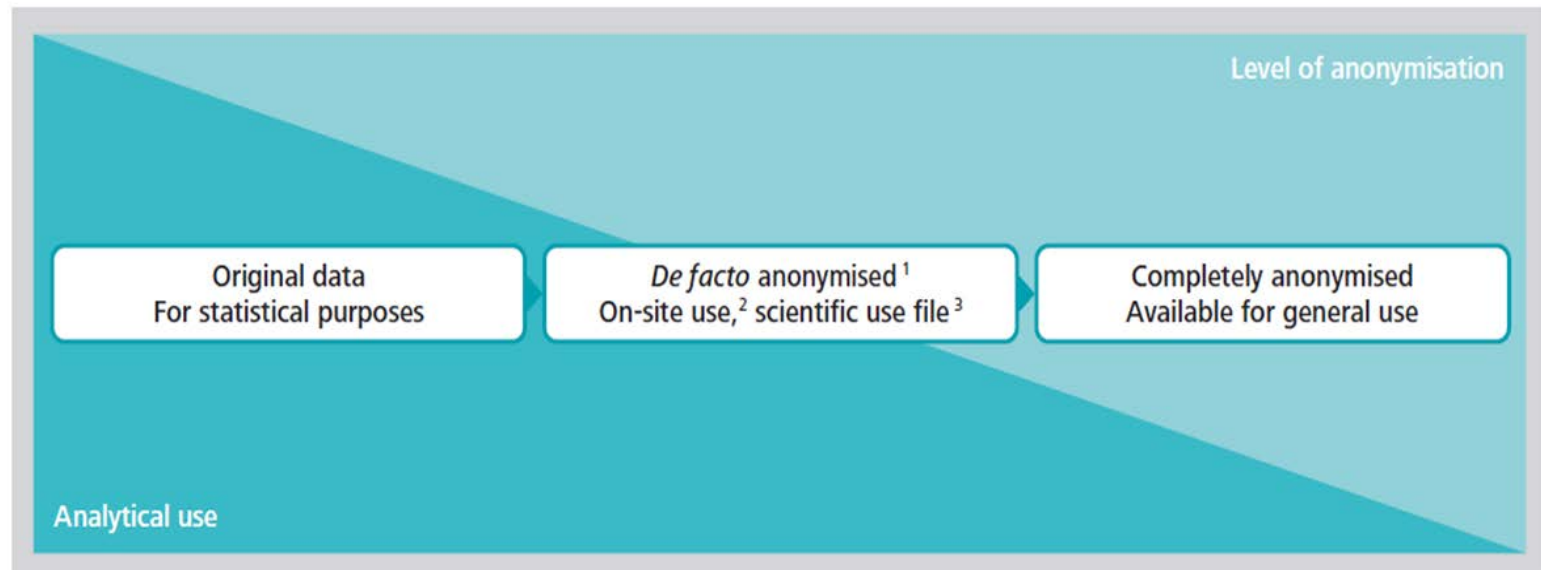 Level of anonymisation
Original data
For statistical purposes
De facto anonymised ¹
On-site use,² scientific use file ³
Completely anonymised
Available for general use
Analytical use